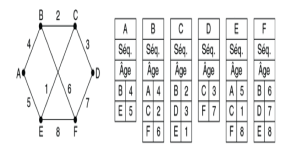 B 2 C
4 3
A 1 6 D
5 7
E 8 F
A B C D E F
Séq. Séq. Séq. Séq. Séq. Séq.
Âge Âge Âge Âge Âge Âge
B 4 A 4 B 2 C 3 A 5 B 6
E 5 C 2 D 3 F 7 C 1 D 7
F 6 E 1 F 8 E 8